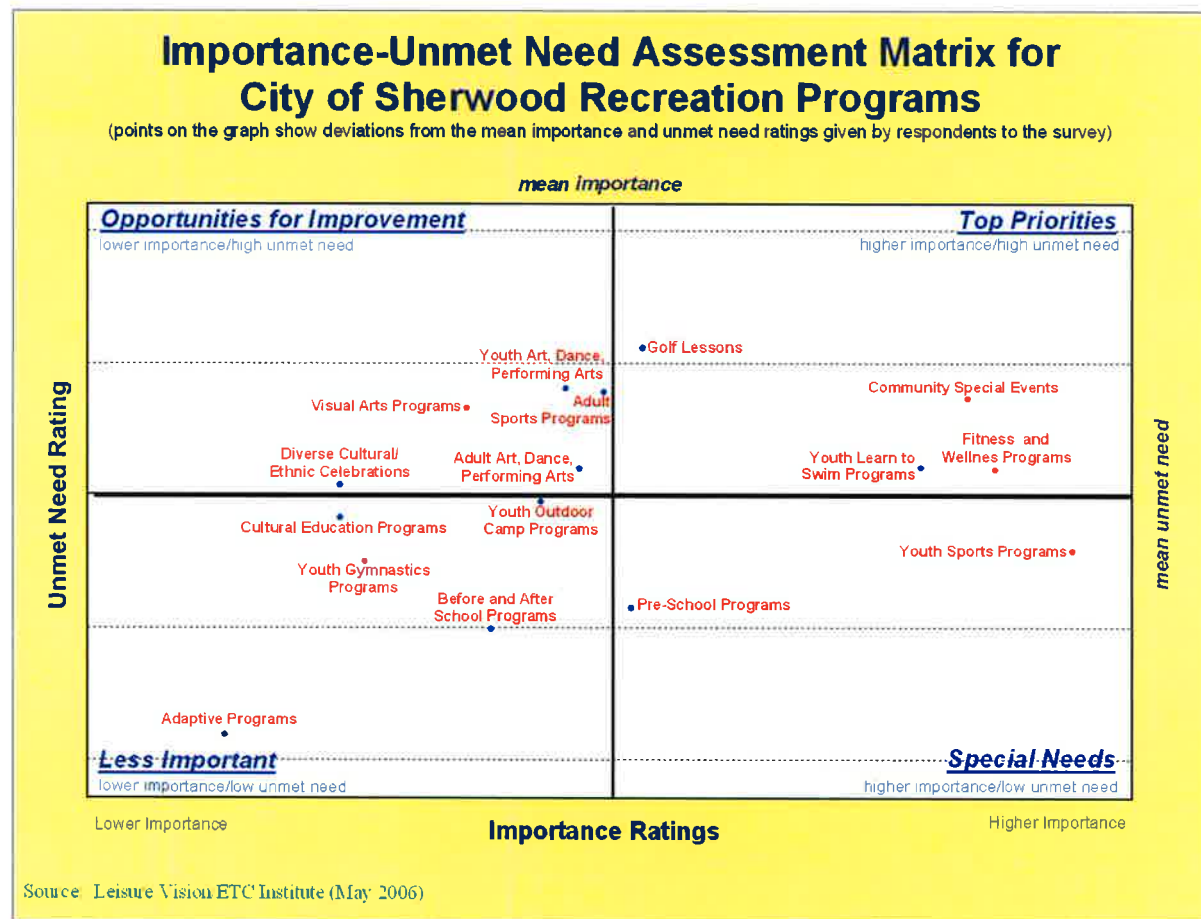 Importance-Unmet Need Assessment Matrix for
City of Sherwood Recreation Programs
(points on the graph show deviations from the mean importance and unmet need ratings given by respondents to the survey)
mean importance
Opportunities for Improvement
lower importance/high unmet need
Top Priorities
higher importance/high unmet need
Golf Lessons
Youth Art, Dance,
Performing Arts
Adult
Sports Programs
Visual Arts Programs
Community Special Events
Diverse Cultural/
Ethnic Celebrations
Adult Art, Dance,
Performing Arts
Youth Learn to
Swim Programs
Fitness and
Wellnes Programs
Unmet Need Rating
mean unmet need
Cultural Education Programs
Youth Outdoor
Camp Programs
Youth Gymnastics
Programs
Youth Sports Programs
Before and After
School Programs
Pre-School Programs
Adaptive Programs
Less Important
lower importance/low unmet need
Special Needs
higher importance/low unmet need
Lower Importance
Importance Ratings
Higher Importance
Source: Leisure Vision/ETC Institute (May 2006)